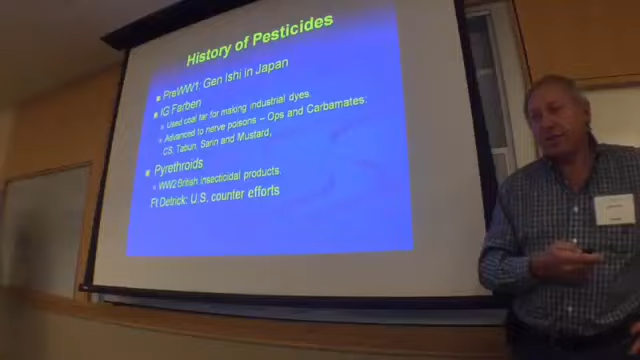 History of Pesticides
PreWW1: Gen Ishi in Japan
IG Farben
Used coal tar for making industrial dyes.
Advanced to nerve poisons – Ops and Carbamates:
CS, Tabun, Sarin and Mustard,
Pyrethroids
WW2-British insecticidal products.
Ft Detrick: U.S. counter efforts